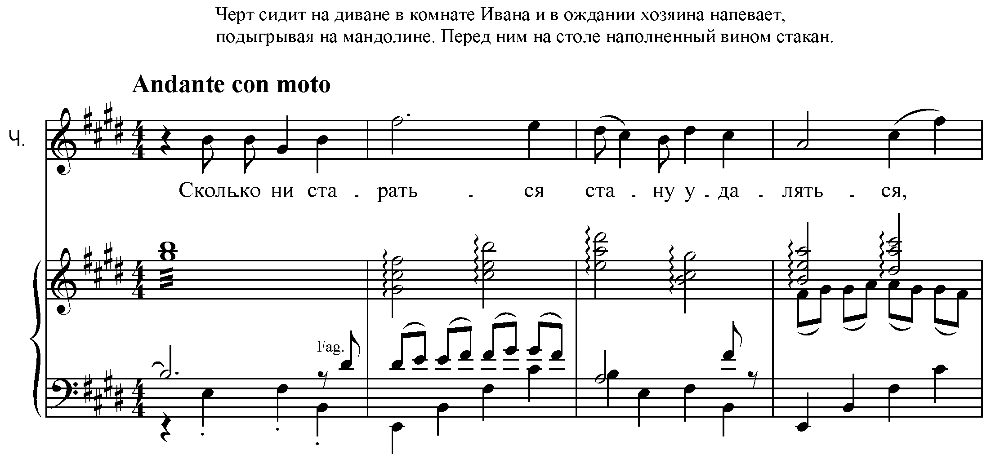 Черт сидит на диване в комнате Ивана и в ождании хозяина напевает,
подыгрывая на мандолине. Перед ним на столе наполненный вином стакан.
Andante con moto
Ч.
Сколь-ко ни ста - рать - ся ста - ну у - да - лять - ся,
Fag.